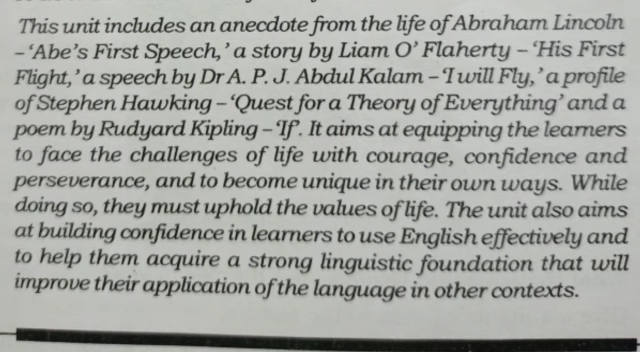 This unit includes an anecdote from the life of Abraham Lincoln
– 'Abe's First Speech,' a story by Liam O' Flaherty – 'His First
Flight,' a speech by Dr A. P. J. Abdul Kalam – 'I will Fly,' a profile
of Stephen Hawking – 'Quest for a Theory of Everything' and a
poem by Rudyard Kipling – 'If'. It aims at equipping the learners
to face the challenges of life with courage, confidence and
perseverance, and to become unique in their own ways. While
doing so, they must uphold the values of life. The unit also aims
at building confidence in learners to use English effectively and
to help them acquire a strong linguistic foundation that will
improve their application of the language in other contexts.